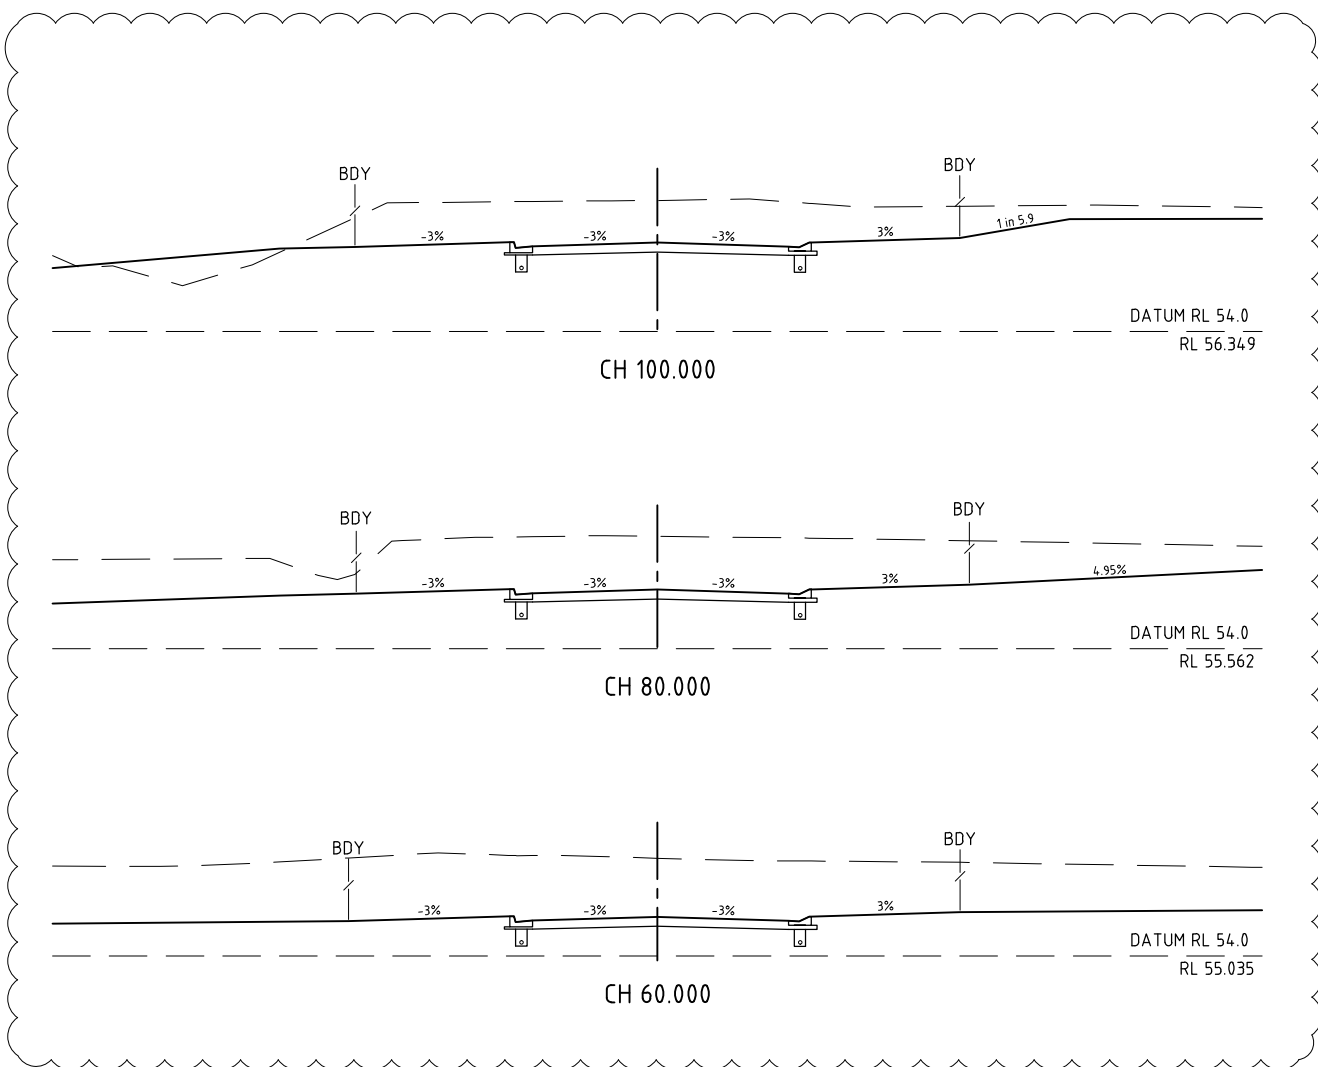 BDY
BDY
-3%
-3%
-3%
3%
1 in 5.9
DATUM RL 54.0
RL 56.349
CH 100.000
BDY
BDY
-3%
-3%
-3%
3%
4.95%
DATUM RL 54.0
RL 55.562
CH 80.000
BDY
BDY
-3%
-3%
-3%
3%
DATUM RL 54.0
RL 55.035
CH 60.000